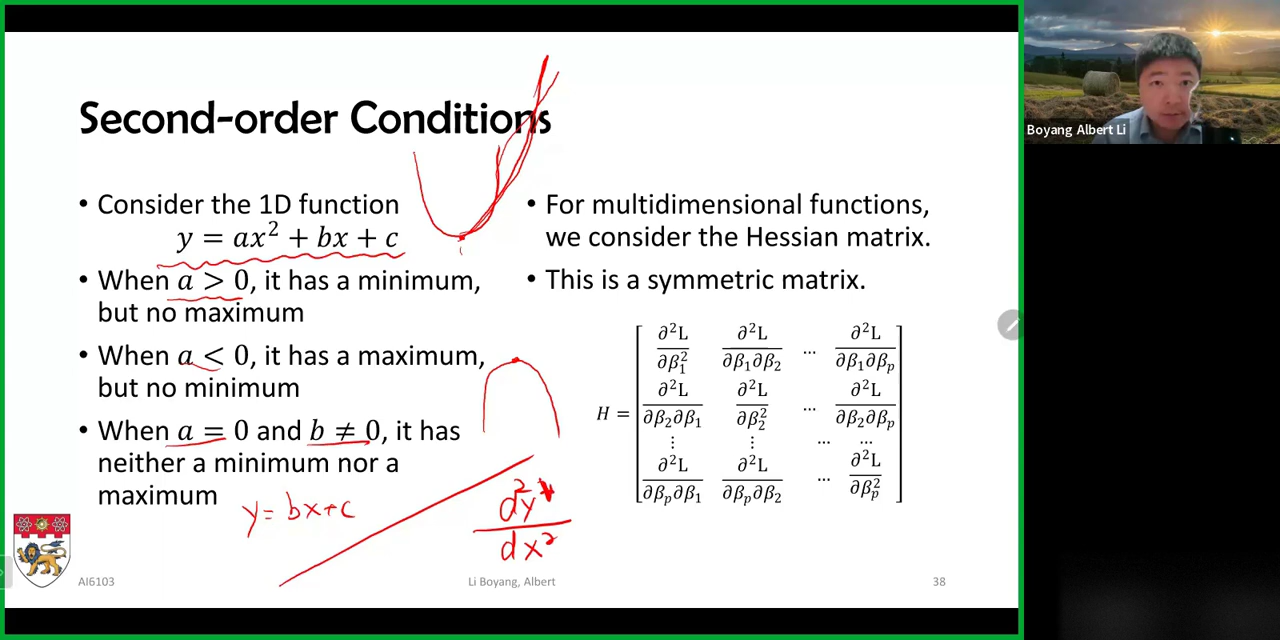 Second-order Conditions
• Consider the 1D function
y = ax² + bx + c
• When a > 0, it has a minimum,
but no maximum
• When a < 0, it has a maximum,
but no minimum
• When a = 0 and b ≠ 0, it has
neither a minimum nor a
maximum
y = bx+c
d²y
dx²
• For multidimensional functions,
we consider the Hessian matrix.
• This is a symmetric matrix.
∂²L ∂²L ... ∂²L
∂β₁² ∂β₁∂β₂ ∂β₁∂βₚ
∂²L ∂²L ... ∂²L
H = ∂β₂∂β₁ ∂β₂² ∂β₂∂βₚ
⋮ ⋮ ... ...
∂²L ∂²L ... ∂²L
∂βₚ∂β₁ ∂βₚ∂β₂ ∂βₚ²
AI6103
Li Boyang, Albert
38
Boyang Albert Li